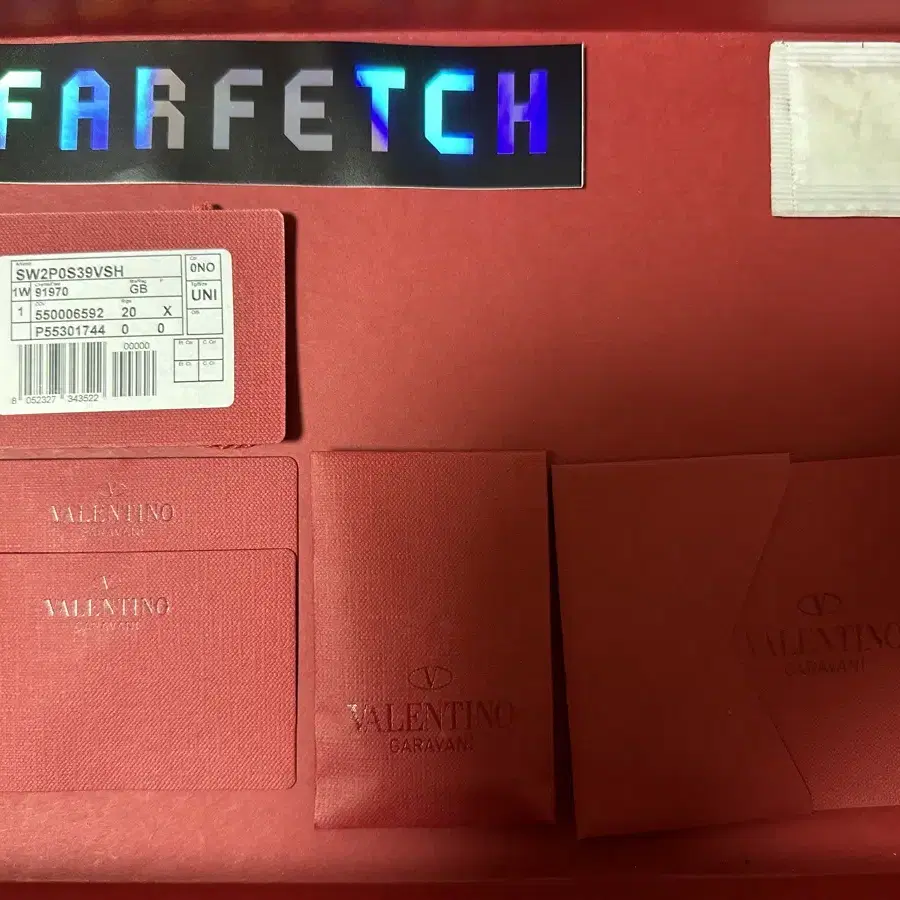 FARFETCH
SW2P0S39VSH
0NO
1W 91970 GB
UNI
1 550006592 20 X
P55301744 0 0
00000
8 052327 343522
VALENTINO
GARAVANI
VALENTINO
GARAVANI
VALENTINO
GARAVANI
VALENTINO
GARAVANI